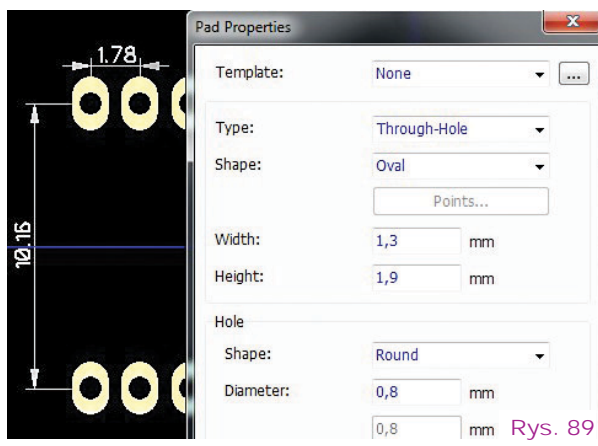 1.78
10.16
Pad Properties
X
Template: None ...
Type: Through-Hole
Shape: Oval
Points...
Width: 1,3 mm
Height: 1,9 mm
Hole
Shape: Round
Diameter: 0,8 mm
0,8 mm
Rys. 89